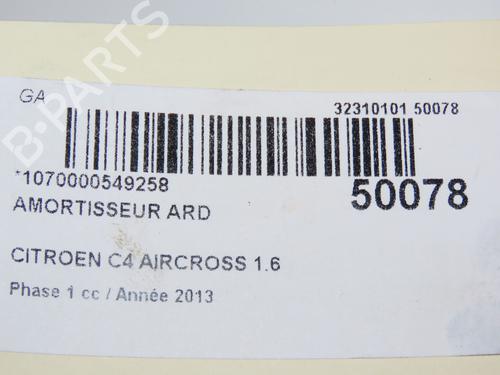 GA
32310101 50078
*1070000549258
50078
AMORTISSEUR ARD
CITROEN C4 AIRCROSS 1.6
Phase 1 cc / Année 2013
B-PARTS